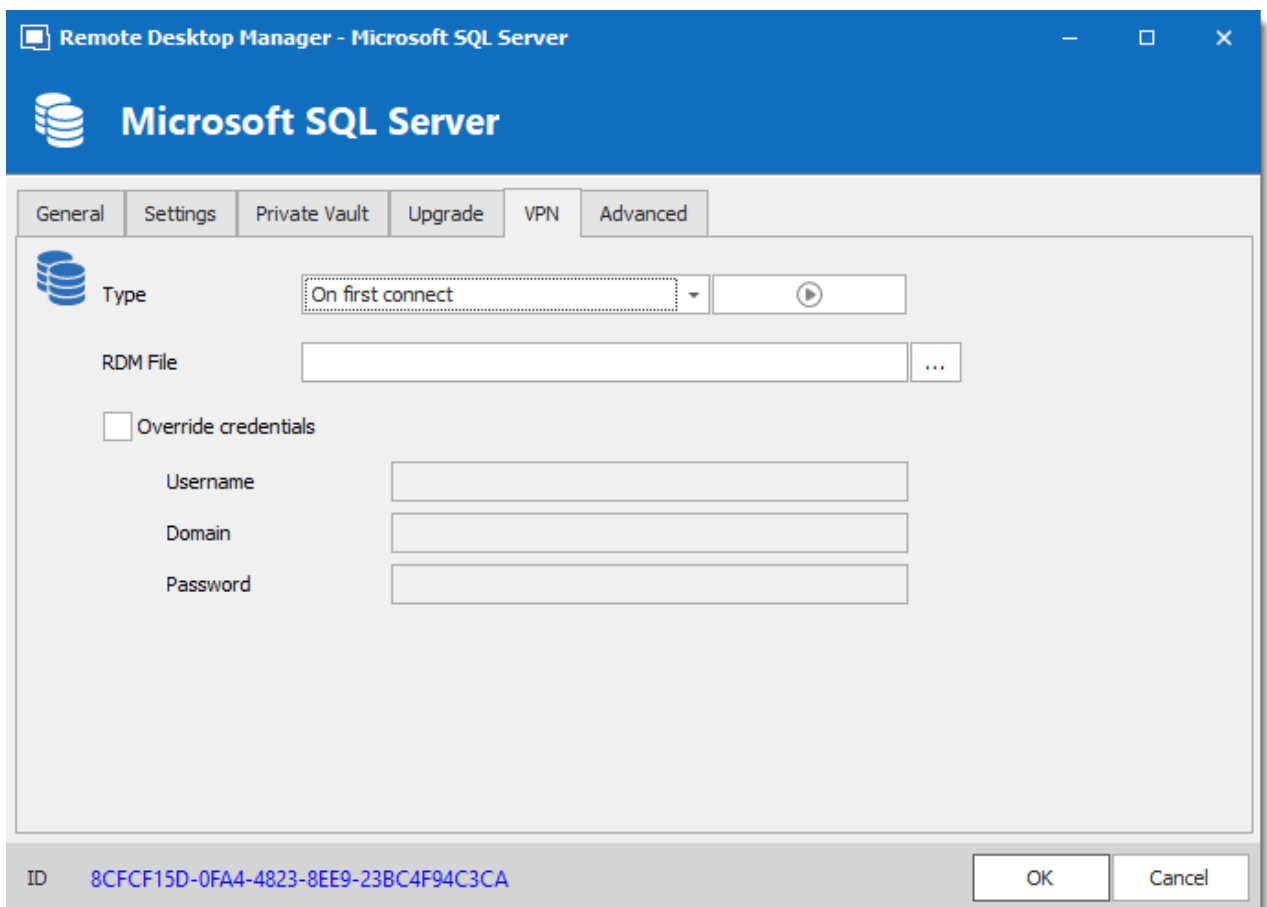 Remote Desktop Manager - Microsoft SQL Server
Microsoft SQL Server
General Settings Private Vault Upgrade VPN Advanced
Type On first connect
RDM File ...
Override credentials
Username
Domain
Password
ID 8CFCF15D-0FA4-4823-8EE9-23BC4F94C3CA OK Cancel